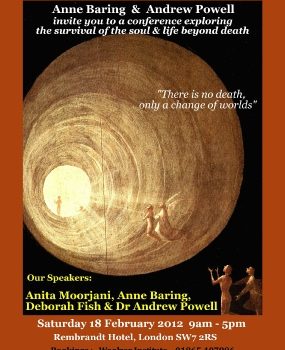 Anne Baring & Andrew Powell
invite you to a conference exploring
the survival of the soul & life beyond death
"There is no death,
only a change of worlds"
Our Speakers:
Anita Moorjani, Anne Baring,
Deborah Fish & Dr Andrew Powell
Saturday 18 February 2012 9am - 5pm
Rembrandt Hotel, London SW7 2RS